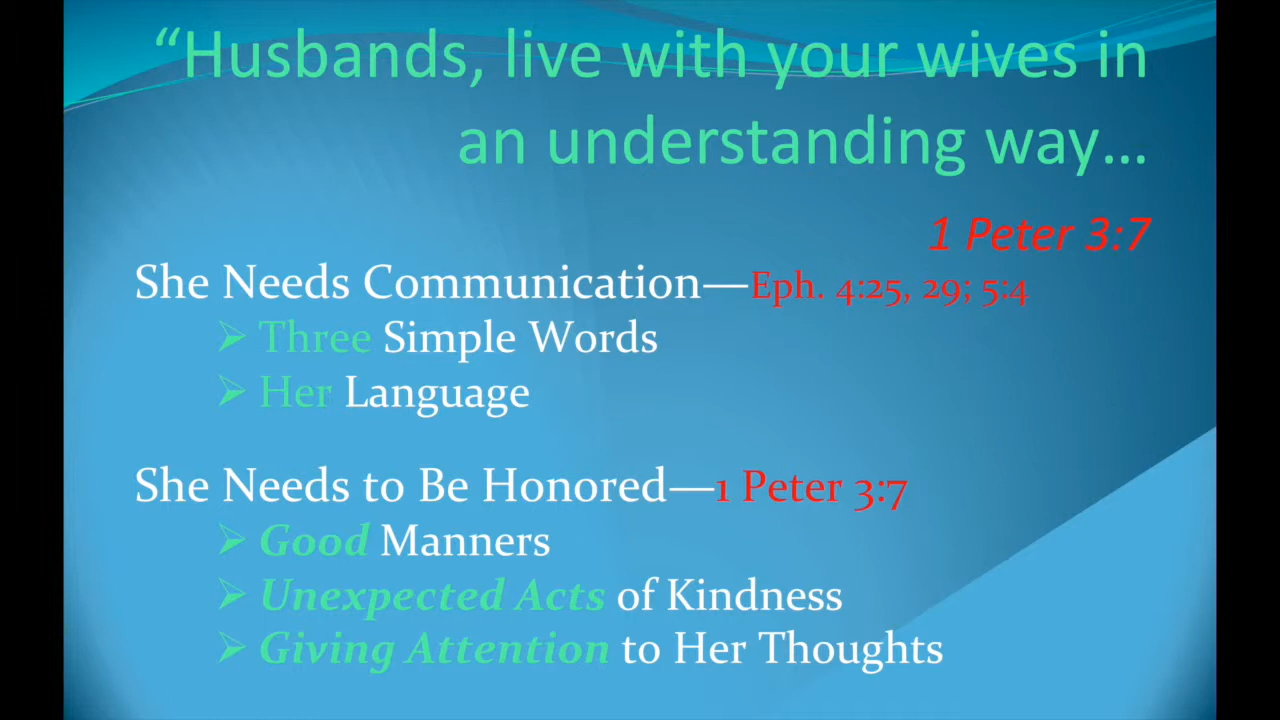 “Husbands, live with your wives in
an understanding way…
1 Peter 3:7
She Needs Communication—Eph. 4:25, 29; 5:4
Three Simple Words
Her Language
She Needs to Be Honored—1 Peter 3:7
Good Manners
Unexpected Acts of Kindness
Giving Attention to Her Thoughts